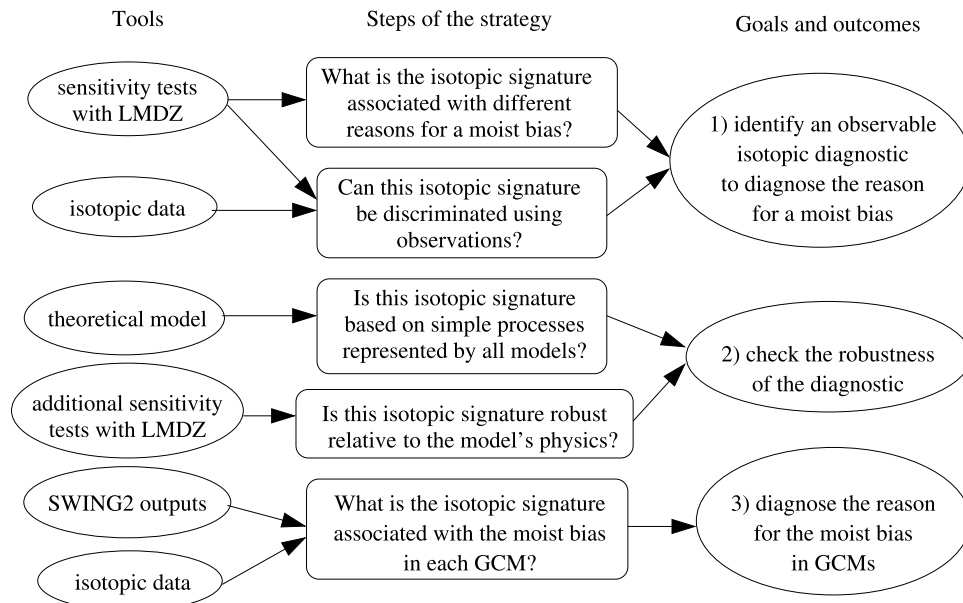 Tools
Steps of the strategy
Goals and outcomes
sensitivity tests
with LMDZ
What is the isotopic signature
associated with different
reasons for a moist bias?
1) identify an observable
isotopic diagnostic
to diagnose the reason
for a moist bias
isotopic data
Can this isotopic signature
be discriminated using
observations?
theoretical model
Is this isotopic signature
based on simple processes
represented by all models?
2) check the robustness
of the diagnostic
additional sensitivity
tests with LMDZ
Is this isotopic signature robust
relative to the model's physics?
SWING2 outputs
What is the isotopic signature
associated with the moist bias
in each GCM?
3) diagnose the reason
for the moist bias
in GCMs
isotopic data